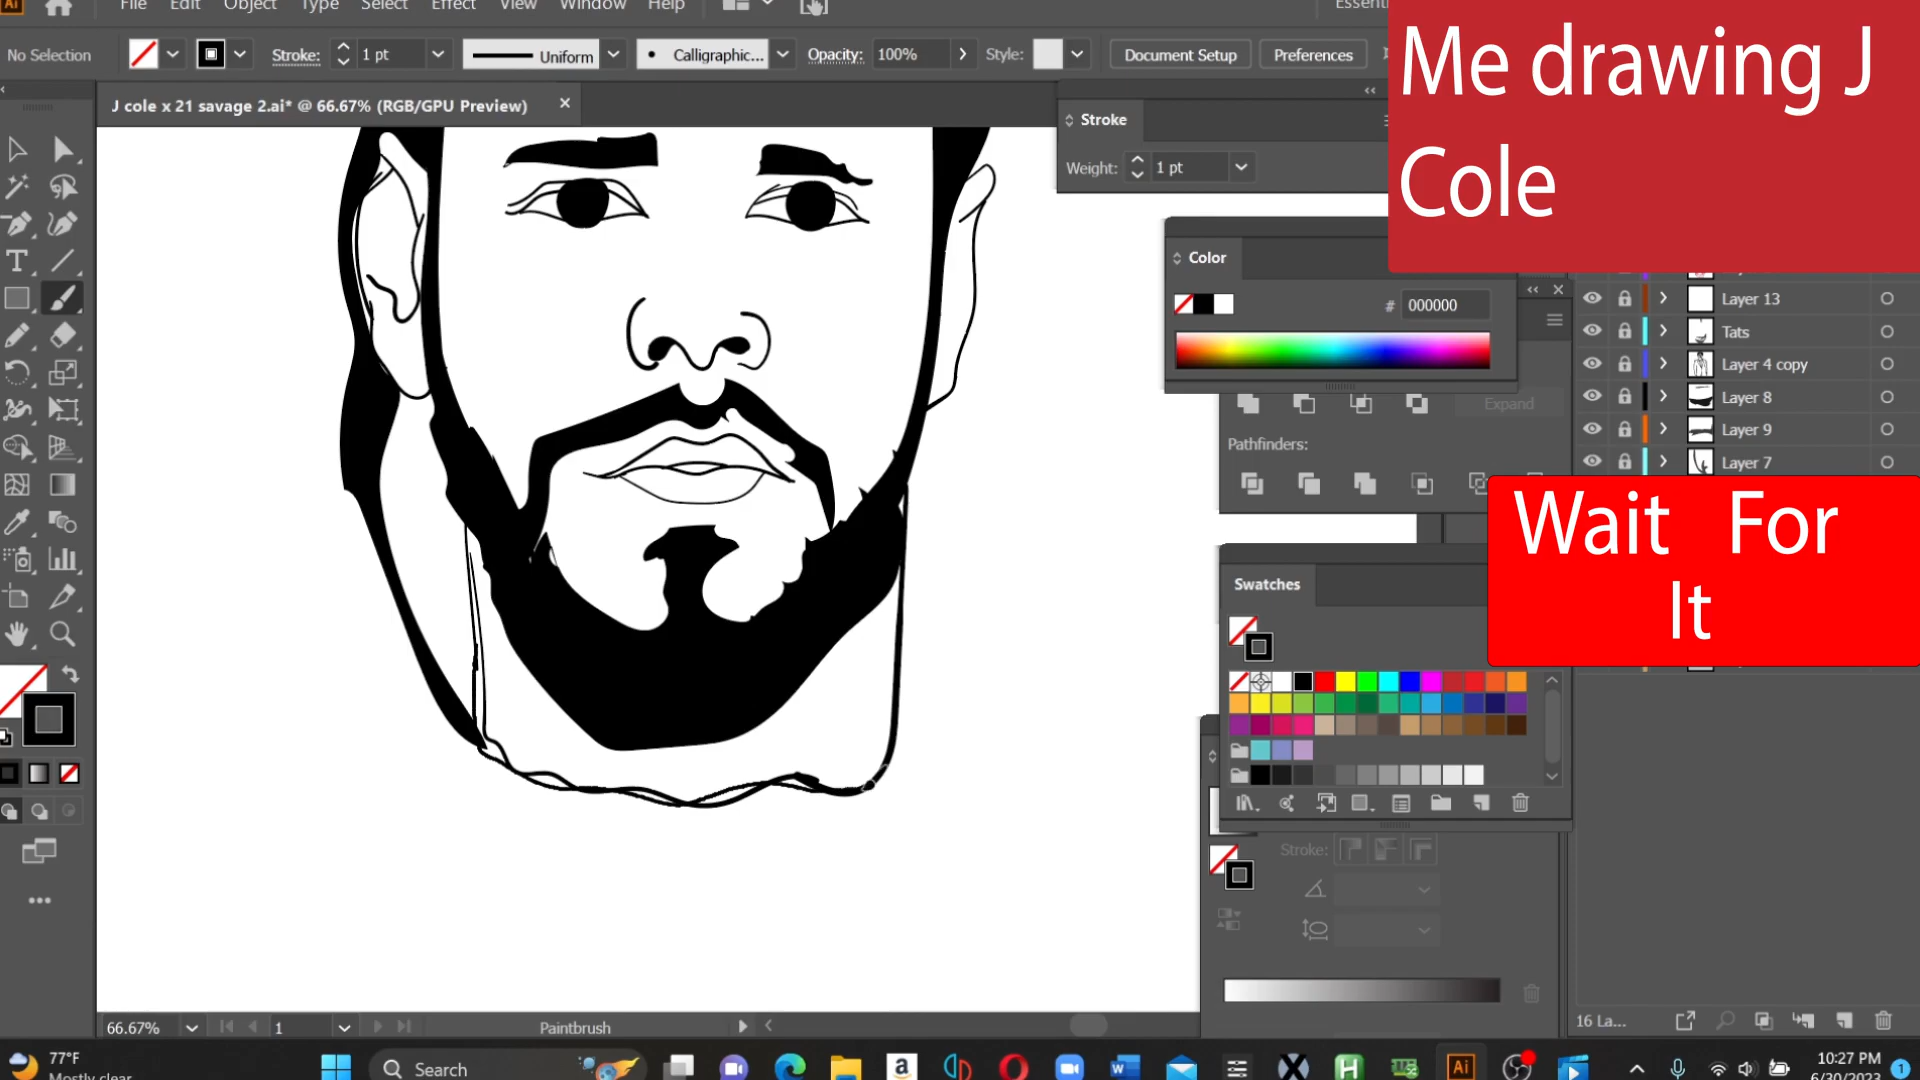 File Edit Object Type Select Effect View Window Help
Me drawing J
Cole
No Selection Stroke: 1 pt Uniform Calligraphic... Opacity: 100% Style: Document Setup Preferences
J cole x 21 savage 2.ai* @ 66.67% (RGB/GPU Preview)
Stroke
Weight: 1 pt
Color
# 000000
Layer 13
Tats
Layer 4 copy
Layer 8
Expand
Layer 9
Pathfinders:
Layer 7
Wait For
It
Swatches
Stroke:
66.67% 1 Paintbrush
16 La...
77°F
Mostly clear
Search
10:27 PM
6/30/2023